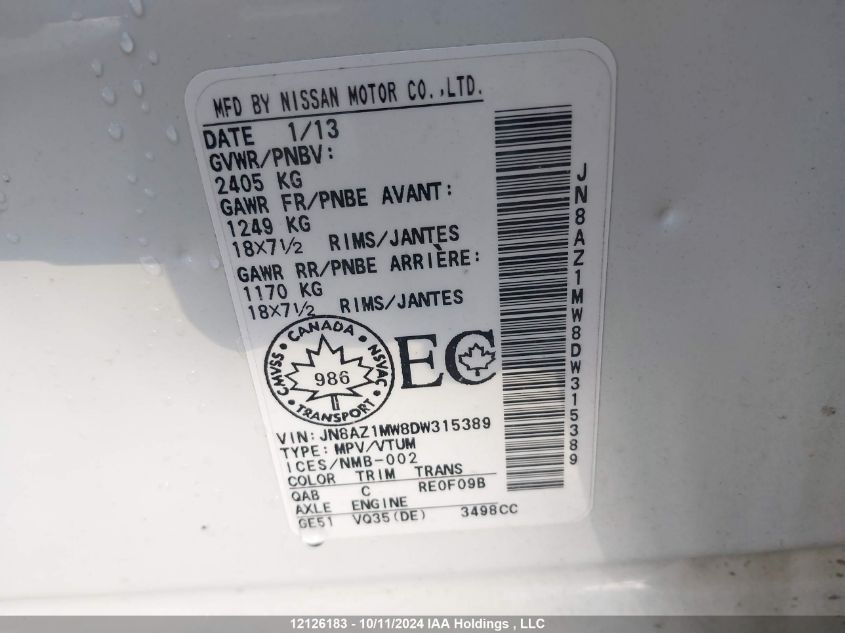 MFD BY NISSAN MOTOR CO.,LTD.
DATE 1/13
GVWR/PNBV:
2405 KG
GAWR FR/PNBE AVANT:
1249 KG
18X7½ RIMS/JANTES
GAWR RR/PNBE ARRIÈRE:
1170 KG
18X7½ RIMS/JANTES
CANADA
CMVSS NSVAC
986
TRANSPORT
EC
VIN: JN8AZ1MW8DW315389
TYPE: MPV/VTUM
ICES/NMB-002
COLOR TRIM TRANS
QAB C RE0F09B
AXLE ENGINE
GE51 VQ35(DE) 3498CC
JN8AZ1MW8DW315389
12126183 - 10/11/2024 IAA Holdings , LLC